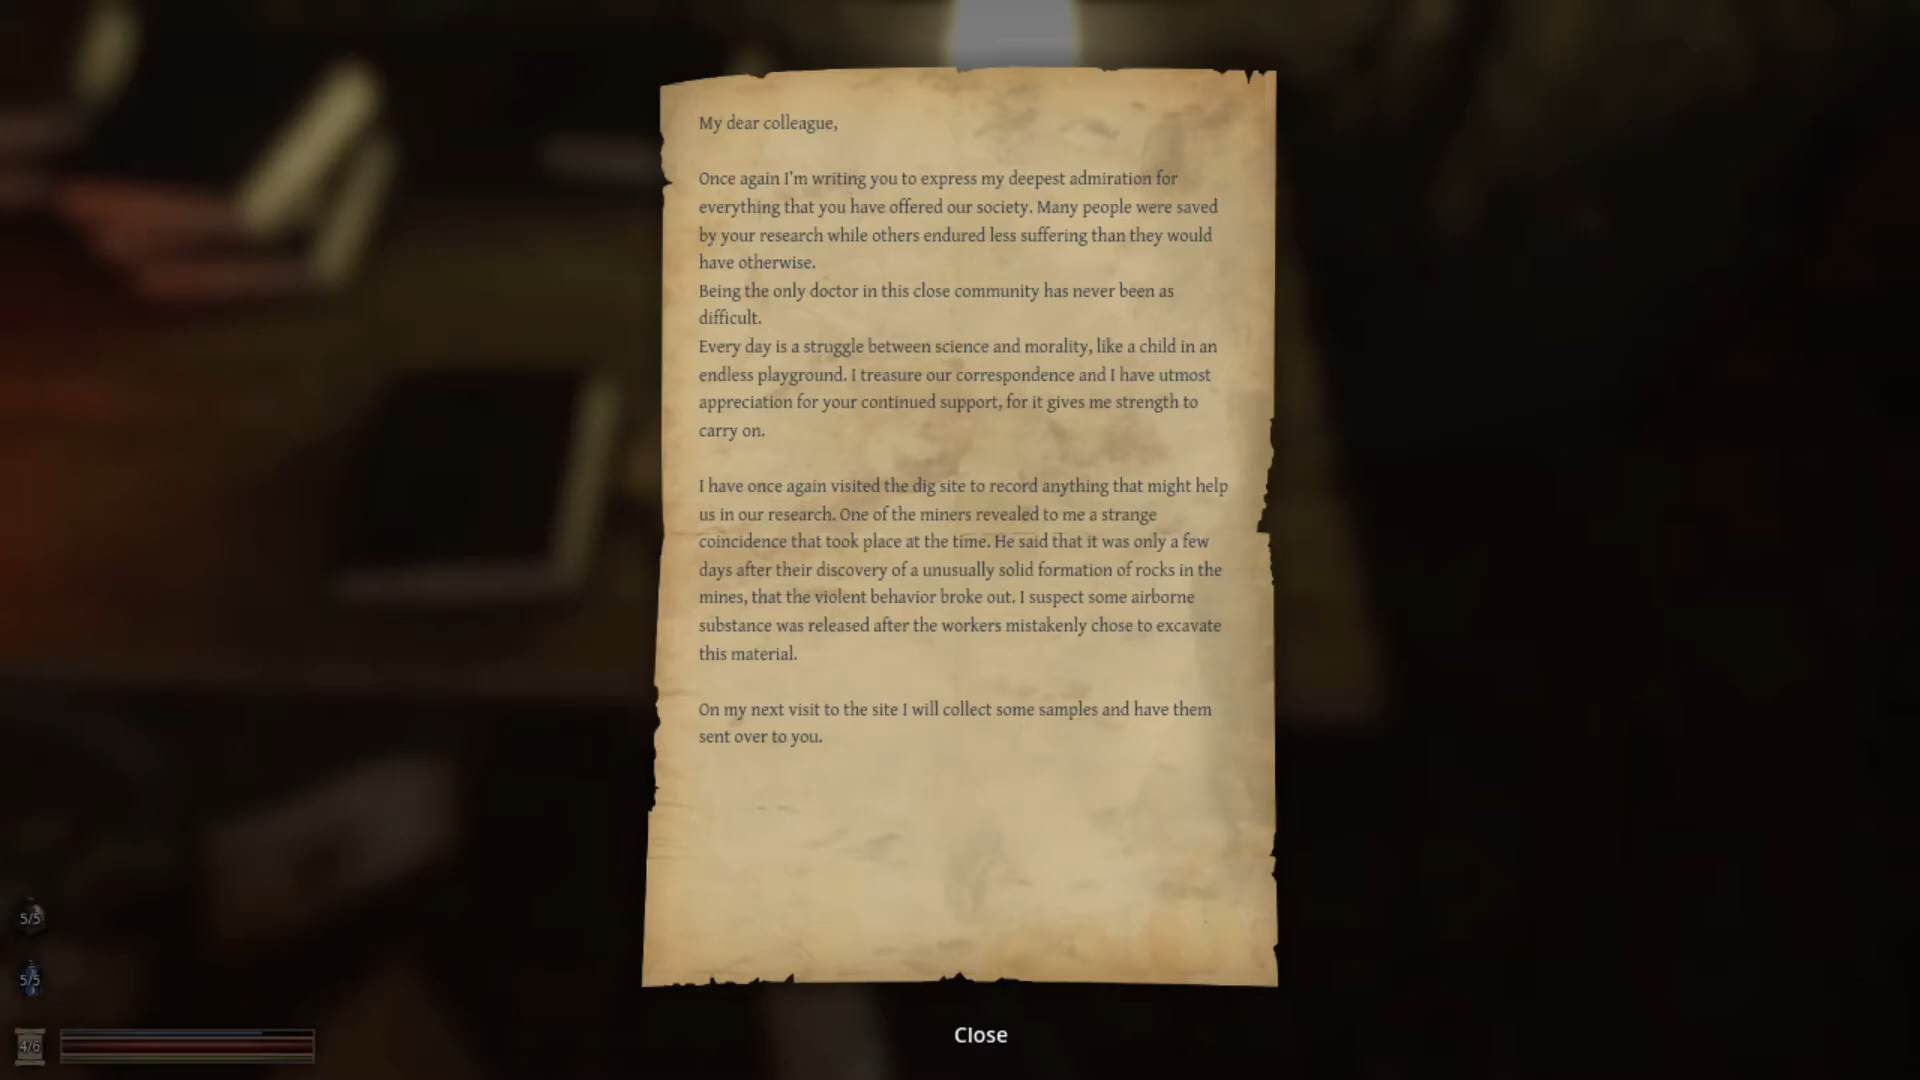 My dear colleague,
Once again I'm writing you to express my deepest admiration for
everything that you have offered our society. Many people were saved
by your research while others endured less suffering than they would
have otherwise.
Being the only doctor in this close community has never been as
difficult.
Every day is a struggle between science and morality, like a child in an
endless playground. I treasure our correspondence and I have utmost
appreciation for your continued support, for it gives me strength to
carry on.
I have once again visited the dig site to record anything that might help
us in our research. One of the miners revealed to me a strange
coincidence that took place at the time. He said that it was only a few
days after their discovery of a unusually solid formation of rocks in the
mines, that the violent behavior broke out. I suspect some airborne
substance was released after the workers mistakenly chose to excavate
this material.
On my next visit to the site I will collect some samples and have them
sent over to you.
5/5
5/5
4/6
Close